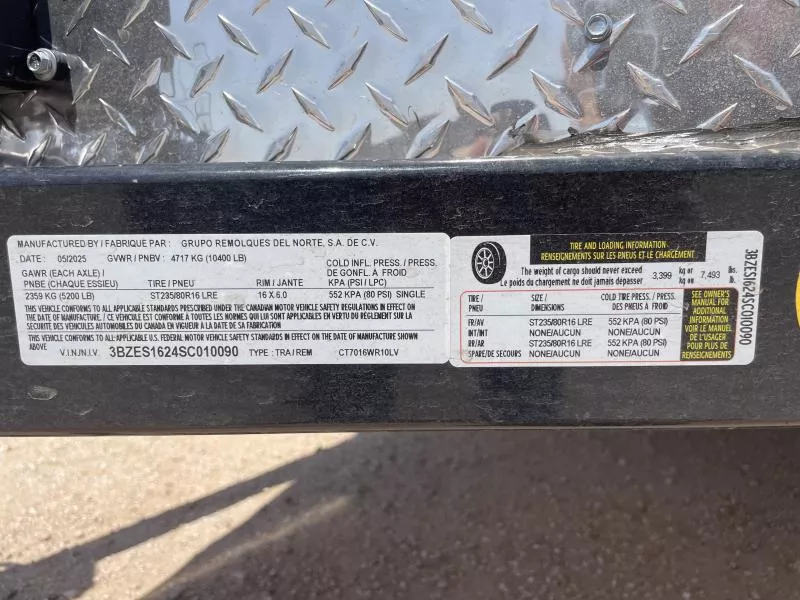 MANUFACTURED BY / FABRIQUE PAR : GRUPO REMOLQUES DEL NORTE, S.A. DE C.V.
DATE : 05/2025 GVWR / PNBV : 4717 KG (10400 LB)
GAWR (EACH AXLE) / PNBE (CHAQUE ESSIEU) TIRE / PNEU RIM / JANTE COLD INFL. PRESS. / PRESS. DE GONFL. A FROID KPA (PSI / LPC)
2359 KG (5200 LB) ST235/80R16 LRE 16 X 6.0 552 KPA (80 PSI) SINGLE
THIS VEHICLE CONFORMS TO ALL APPLICABLE STANDARDS
PRESCRIBED UNDER THE CANADIAN MOTOR VEHICLE SAFETY REGULATIONS IN EFFECT ON
THE DATE OF MANUFACTURE. / CE VÉHICULE EST CONFORME À TOUTES LES NORMES QUI LUI SONT APPLICABLES EN VERTU DU RÈGLEMENT SUR LA
SÉCURITÉ DES VÉHICULES AUTOMOBILES DU CANADA EN VIGUEUR À LA DATE DE SA FABRICATION
THIS VEHICLE CONFORMS TO ALL APPLICABLE U.S. FEDERAL MOTOR VEHICLE SAFETY STANDARDS IN EFFECT ON THE DATE OF MANUFACTURE SHOWN ABOVE.
V.I.N./N.I.V. 3BZES1624SC010090 TYPE : TRA / REM CT7016WR10LV
TIRE AND LOADING INFORMATION
RENSEIGNEMENTS SUR LES PNEUS ET LE CHARGEMENT
The weight of cargo should never exceed
Le poids du chargement ne doit jamais dépasser
3,399 kg or kg ou 7,493 lbs. lb.
TIRE / PNEU SIZE / DIMENSIONS COLD TIRE PRESS. / PRESS. DES PNEUS À FROID
FR/AV ST235/80R16 LRE 552 KPA (80 PSI)
INT/INT NONE/AUCUN NONE/AUCUN
RR/AR ST235/80R16 LRE 552 KPA (80 PSI)
SPARE/DE SECOURS NONE/AUCUN NONE/AUCUN
SEE OWNER'S
MANUAL FOR
ADDITIONAL
INFORMATION
VOIR LE MANUEL
DE L'USAGER
POUR PLUS DE
RENSEIGNEMENTS
3BZES1624SC010090